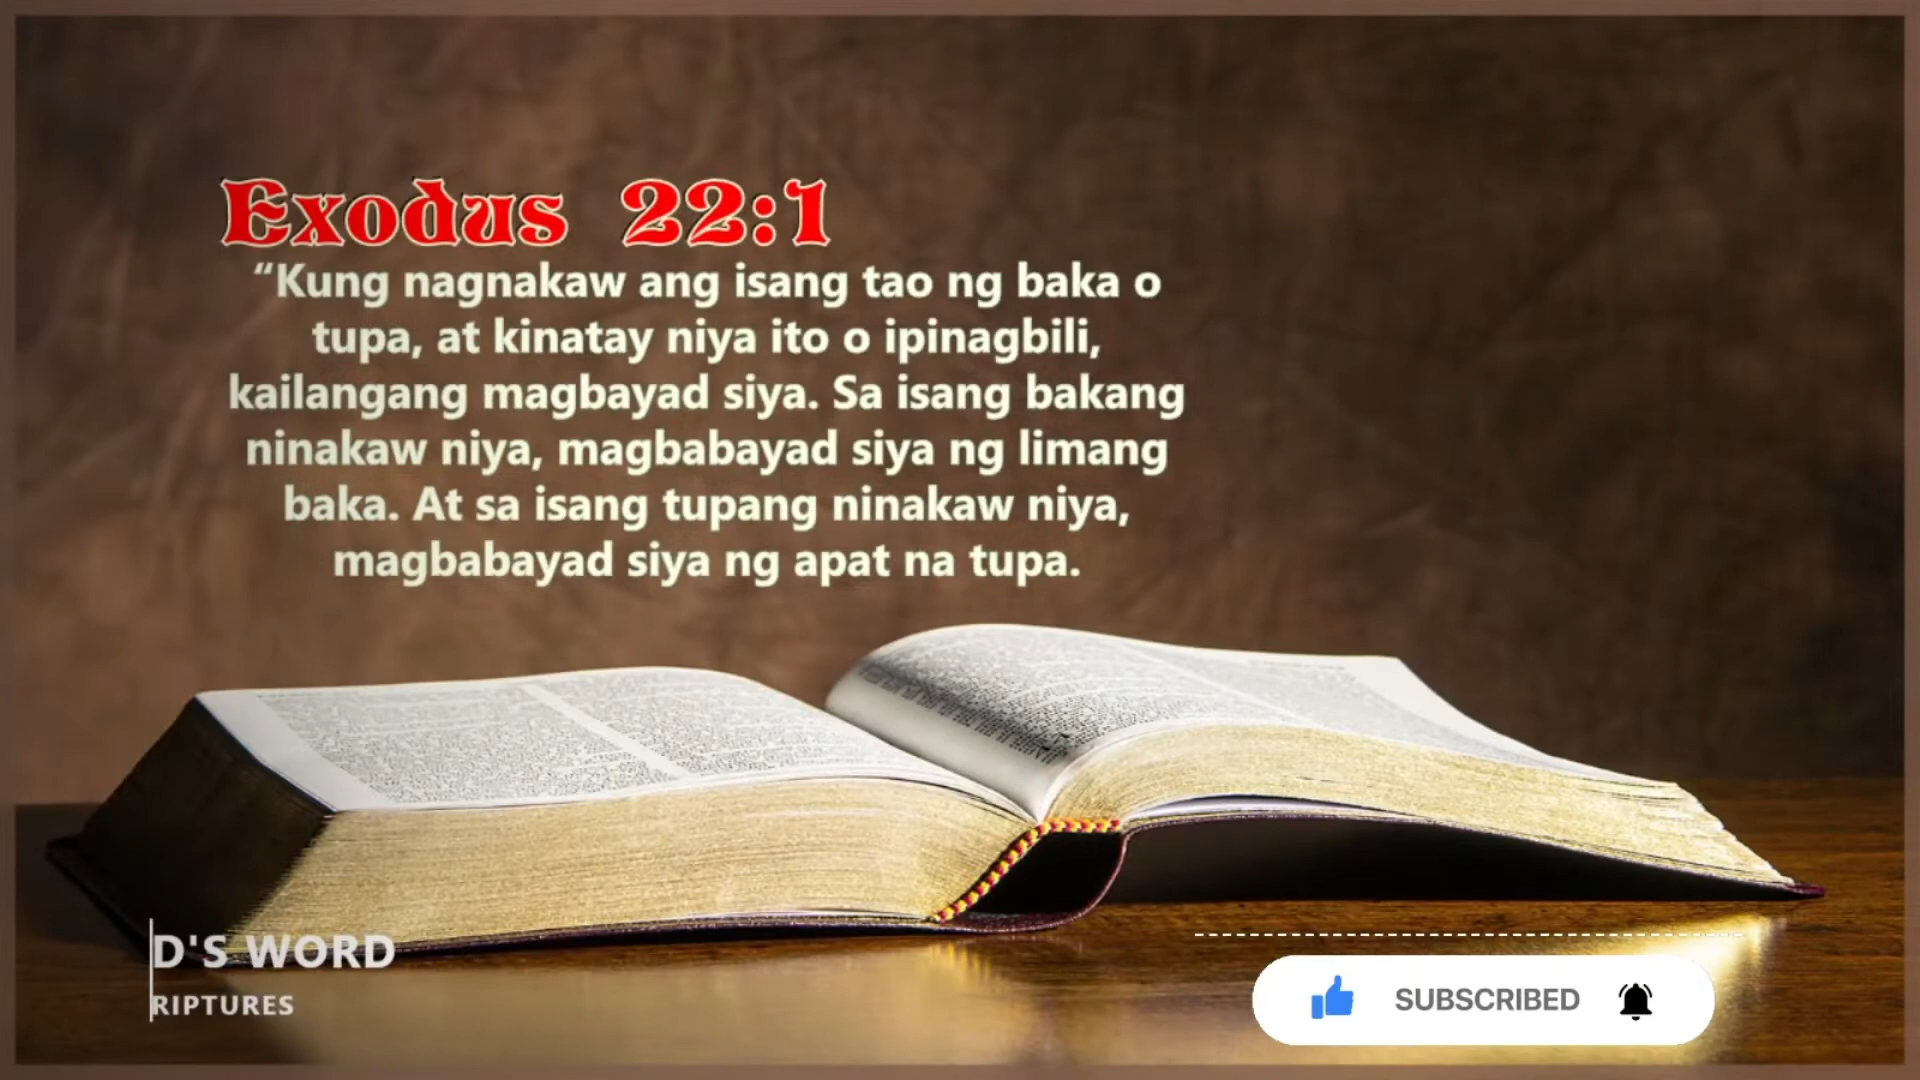 Exodus 22:1
“Kung nagnakaw ang isang tao ng baka o
tupa, at kinatay niya ito o ipinagbili,
kailangang magbayad siya. Sa isang bakang
ninakaw niya, magbabayad siya ng limang
baka. At sa isang tupang ninakaw niya,
magbabayad siya ng apat na tupa.
D'S WORD
RIPTURES
SUBSCRIBED